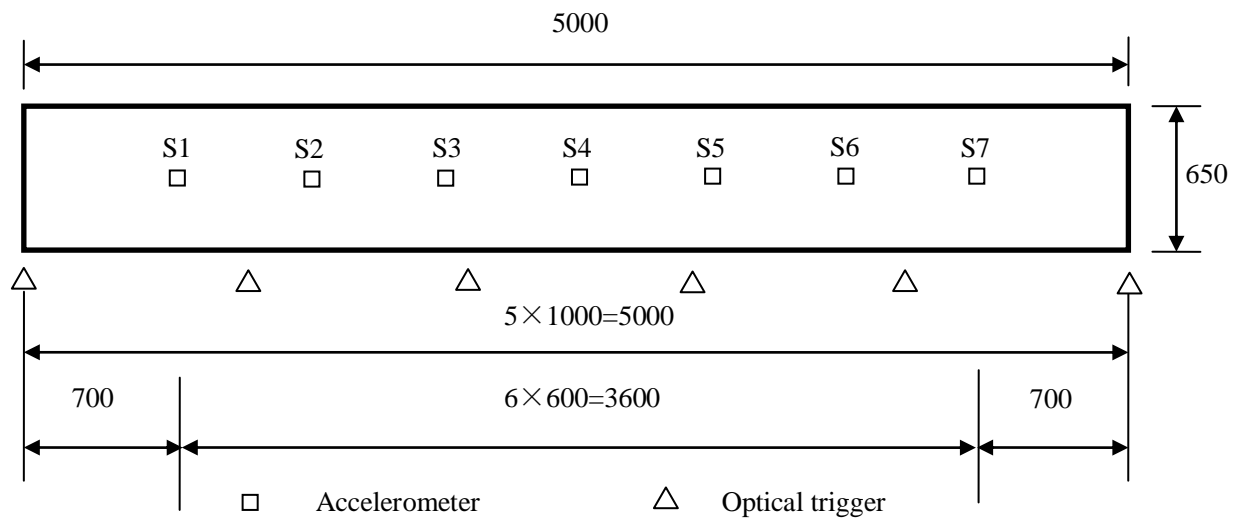 5000
S1 S2 S3 S4 S5 S6 S7
650
5×1000=5000
700 6×600=3600 700
Accelerometer Optical trigger